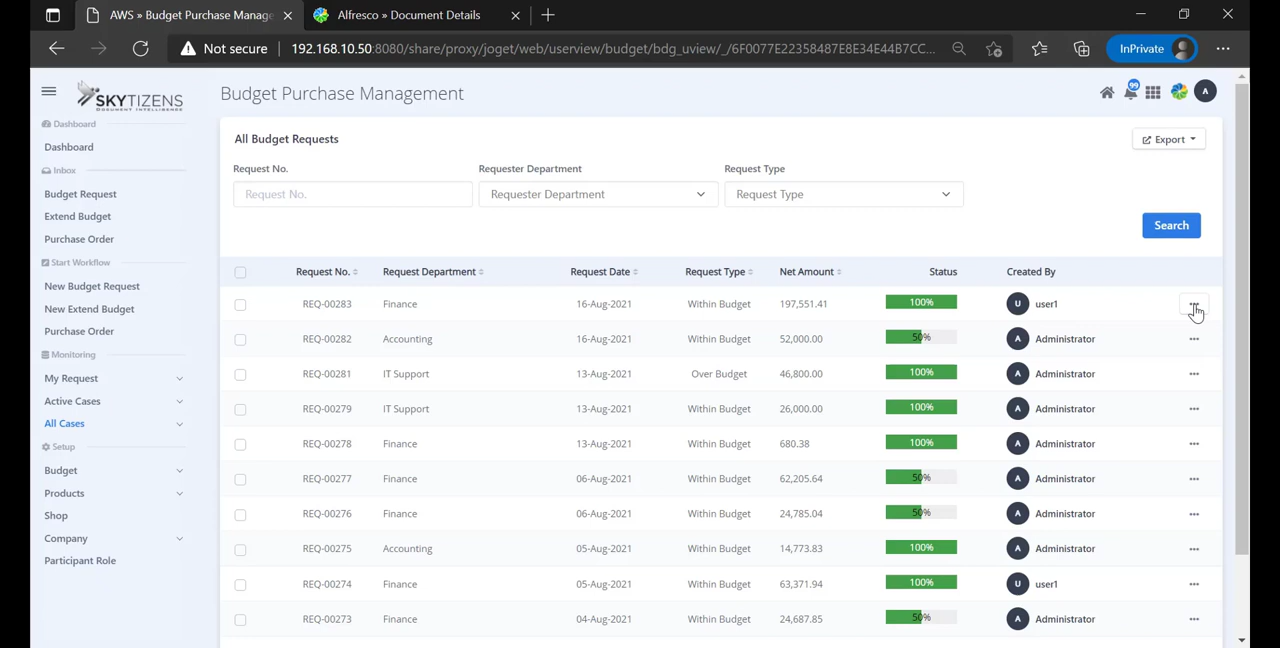 AWS » Budget Purchase Manage
Alfresco » Document Details
Not secure
192.168.10.50:8080/share/proxy/joget/web/userview/budget/bdg_uview/_/6F0077E22358487E8E34E44B7CC...
InPrivate
SKYTIZENS
DOCUMENT INTELLIGENCE
Budget Purchase Management
99
A
Dashboard
Dashboard
Inbox
Budget Request
Extend Budget
Purchase Order
Start Workflow
New Budget Request
New Extend Budget
Purchase Order
Monitoring
My Request
Active Cases
All Cases
Setup
Budget
Products
Shop
Company
Participant Role
All Budget Requests
Export
Request No. Requester Department Request Type
Request No. Requester Department Request Type
Search
Request No. Request Department Request Date Request Type Net Amount Status Created By
REQ-00283 Finance 16-Aug-2021 Within Budget 197,551.41 100% U user1 ...
REQ-00282 Accounting 16-Aug-2021 Within Budget 52,000.00 50% A Administrator ...
REQ-00281 IT Support 13-Aug-2021 Over Budget 46,800.00 100% A Administrator ...
REQ-00279 IT Support 13-Aug-2021 Within Budget 26,000.00 100% A Administrator ...
REQ-00278 Finance 13-Aug-2021 Within Budget 680.38 100% A Administrator ...
REQ-00277 Finance 06-Aug-2021 Within Budget 62,205.64 50% A Administrator ...
REQ-00276 Finance 06-Aug-2021 Within Budget 24,785.04 50% A Administrator ...
REQ-00275 Accounting 05-Aug-2021 Within Budget 14,773.83 100% A Administrator ...
REQ-00274 Finance 05-Aug-2021 Within Budget 63,371.94 100% U user1 ...
REQ-00273 Finance 04-Aug-2021 Within Budget 24,687.85 50% A Administrator ...